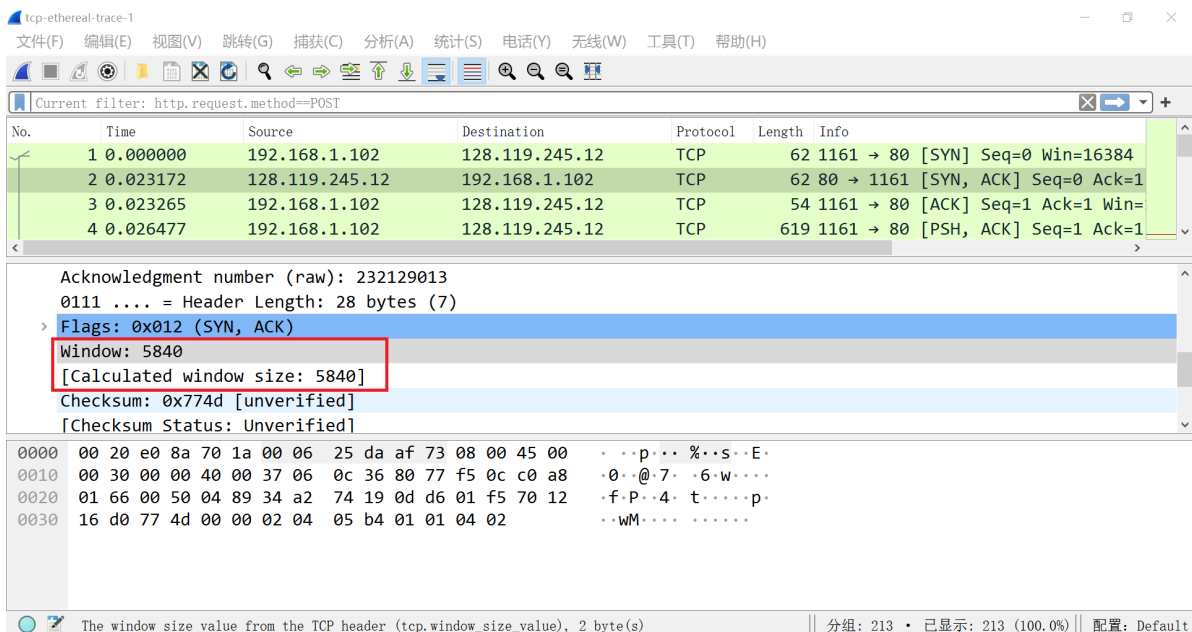 tcp-ethereal-trace-1
文件(F) 编辑(E) 视图(V) 跳转(G) 捕获(C) 分析(A) 统计(S) 电话(Y) 无线(W) 工具(T) 帮助(H)
Current filter: http.request.method==POST
No. Time Source Destination Protocol Length Info
1 0.000000 192.168.1.102 128.119.245.12 TCP 62 1161 → 80 [SYN] Seq=0 Win=16384
2 0.023172 128.119.245.12 192.168.1.102 TCP 62 80 → 1161 [SYN, ACK] Seq=0 Ack=1
3 0.023265 192.168.1.102 128.119.245.12 TCP 54 1161 → 80 [ACK] Seq=1 Ack=1 Win=
4 0.026477 192.168.1.102 128.119.245.12 TCP 619 1161 → 80 [PSH, ACK] Seq=1 Ack=1
Acknowledgment number (raw): 232129013
0111 .... = Header Length: 28 bytes (7)
Flags: 0x012 (SYN, ACK)
Window: 5840
[Calculated window size: 5840]
Checksum: 0x774d [unverified]
[Checksum Status: Unverified]
0000 00 20 e0 8a 70 1a 00 06 25 da af 73 08 00 45 00 · ··p··· %··s··E·
0010 00 30 00 00 40 00 37 06 0c 36 80 77 f5 0c c0 a8 ·0··@·7· ·6·w····
0020 01 66 00 50 04 89 34 a2 74 19 0d d6 01 f5 70 12 ·f·P··4· t·····p·
0030 16 d0 77 4d 00 00 02 04 05 b4 01 01 04 02 ··wM···· ······
The window size value from the TCP header (tcp.window_size_value), 2 byte(s) 分组: 213 · 已显示: 213 (100.0%) 配置: Default